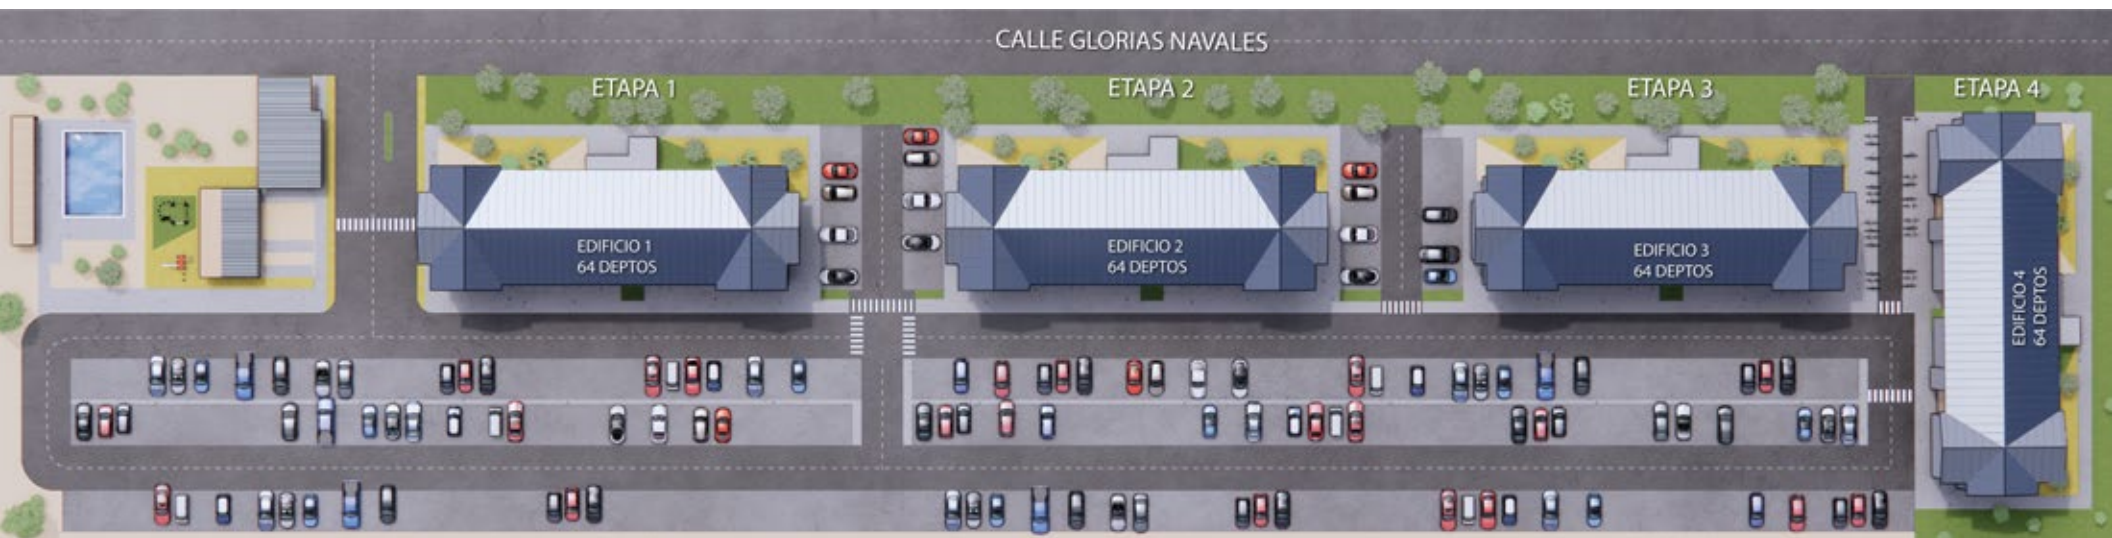 CALLE GLORIAS NAVALES
ETAPA 1
ETAPA 2
ETAPA 3
ETAPA 4
EDIFICIO 1
64 DEPTOS
EDIFICIO 2
64 DEPTOS
EDIFICIO 3
64 DEPTOS
EDIFICIO 4
64 DEPTOS